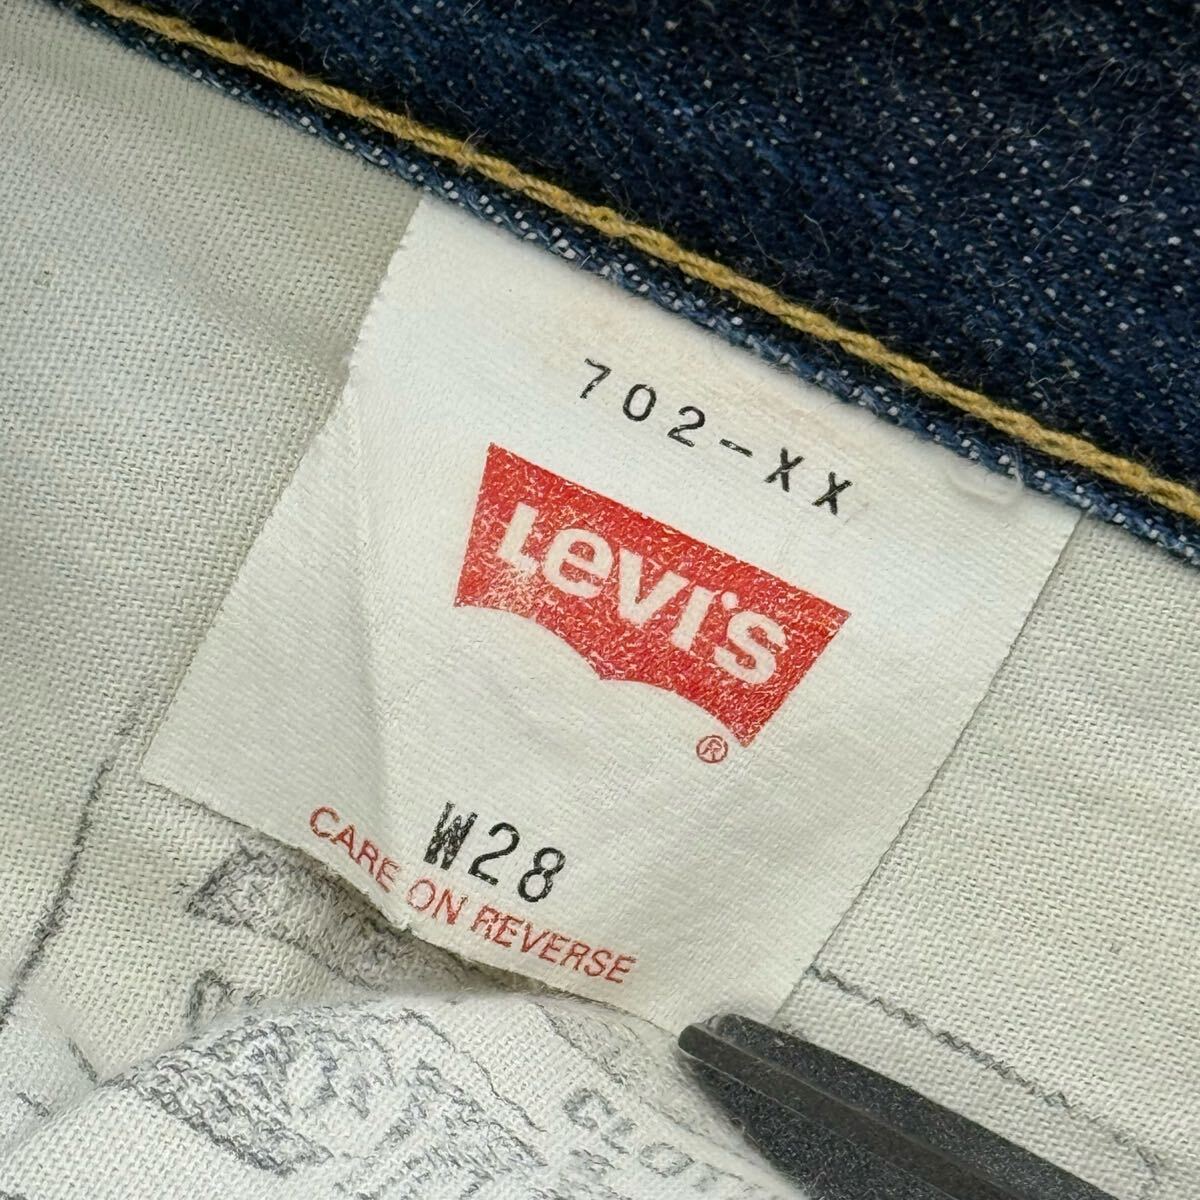 702-XX
Levi's
®
W28
CARE ON REVERSE